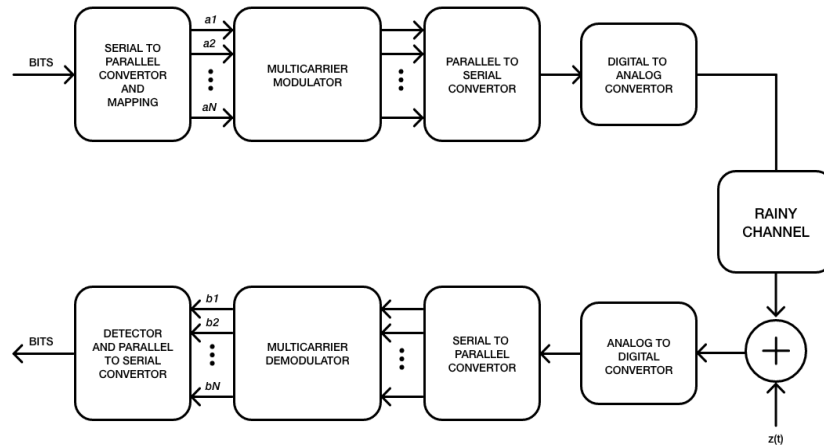 BITS
SERIAL TO
PARALLEL
CONVERTOR
AND
MAPPING
a1
a2
aN
MULTICARRIER
MODULATOR
PARALLEL TO
SERIAL
CONVERTOR
DIGITAL TO
ANALOG
CONVERTOR
RAINY
CHANNEL
BITS
DETECTOR
AND PARALLEL
TO SERIAL
CONVERTOR
b1
b2
bN
MULTICARRIER
DEMODULATOR
SERIAL TO
PARALLEL
CONVERTOR
ANALOG TO
DIGITAL
CONVERTOR
z(t)